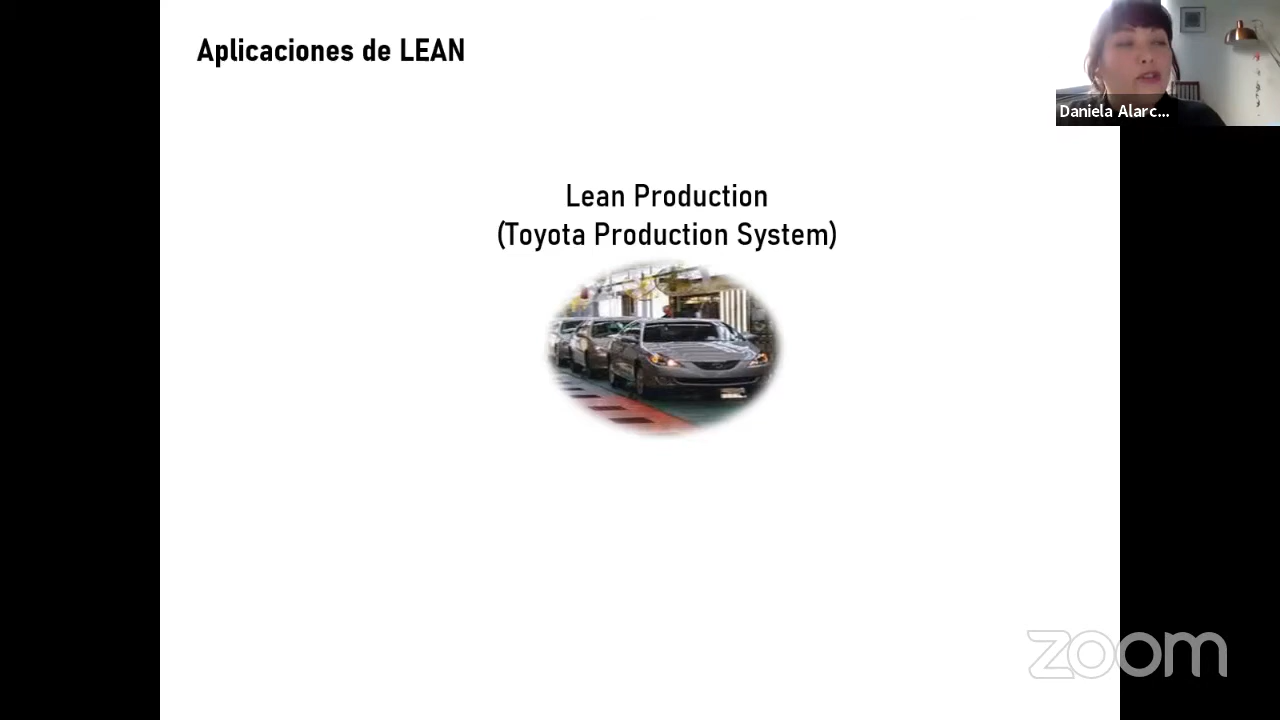 Aplicaciones de LEAN
Daniela Alarc...
Lean Production
(Toyota Production System)
zoom